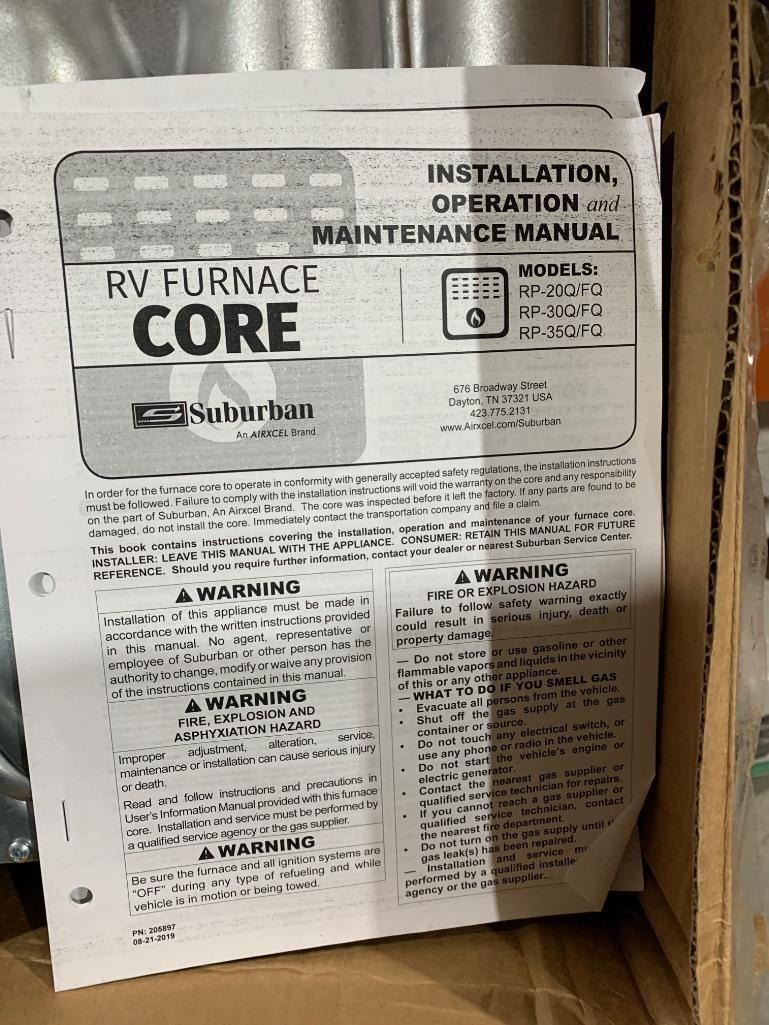 INSTALLATION,
OPERATION and
MAINTENANCE MANUAL
RV FURNACE
CORE
MODELS:
RP-20Q/FQ
RP-30Q/FQ
RP-35Q/FQ
Suburban
An AIRXCEL Brand
676 Broadway Street
Dayton, TN 37321 USA
423.775.2131
www.Airxcel.com/Suburban
In order for the furnace core to operate in conformity with generally accepted safety regulations, the installation instructions
must be followed. Failure to comply with the installation instructions will void the warranty on the core and any responsibility
on the part of Suburban, An Airxcel Brand. The core was inspected before it left the factory. If any parts are found to be
damaged, do not install the core. Immediately contact the transportation company and file a claim.
This book contains instructions covering the installation, operation and maintenance of your furnace core.
INSTALLER: LEAVE THIS MANUAL WITH THE APPLIANCE. CONSUMER: RETAIN THIS MANUAL FOR FUTURE
REFERENCE. Should you require further information, contact your dealer or nearest Suburban Service Center.
WARNING
Installation of this appliance must be made in
accordance with the written instructions provided
in this manual. No agent, representative or
employee of Suburban or other person has the
authority to change, modify or waive any provision
of the instructions contained in this manual.
WARNING
FIRE, EXPLOSION AND
ASPHYXIATION HAZARD
Improper adjustment, alteration, service,
maintenance or installation can cause serious injury
or death.
Read and follow instructions and precautions in
User's Information Manual provided with this furnace
core. Installation and service must be performed by
a qualified service agency or the gas supplier.
WARNING
Be sure the furnace and all ignition systems are
"OFF" during any type of refueling and while
vehicle is in motion or being towed.
WARNING
FIRE OR EXPLOSION HAZARD
Failure to follow safety warning exactly
could result in serious injury, death or
property damage.
— Do not store or use gasoline or other
flammable vapors and liquids in the vicinity
of this or any other appliance.
— WHAT TO DO IF YOU SMELL GAS
• Evacuate all persons from the vehicle.
• Shut off the gas supply at the gas
container or source.
• Do not touch any electrical switch, or
use any phone or radio in the vehicle.
• Do not start the vehicle's engine or
electric generator.
• Contact the nearest gas supplier or
qualified service technician for repairs.
• If you cannot reach a gas supplier or
qualified service technician, contact
the nearest fire department.
• Do not turn on the gas supply until
gas leak(s) has been repaired.
— Installation and service
performed by a qualified
agency or the gas supplier.
PN: 205897
08-21-2019